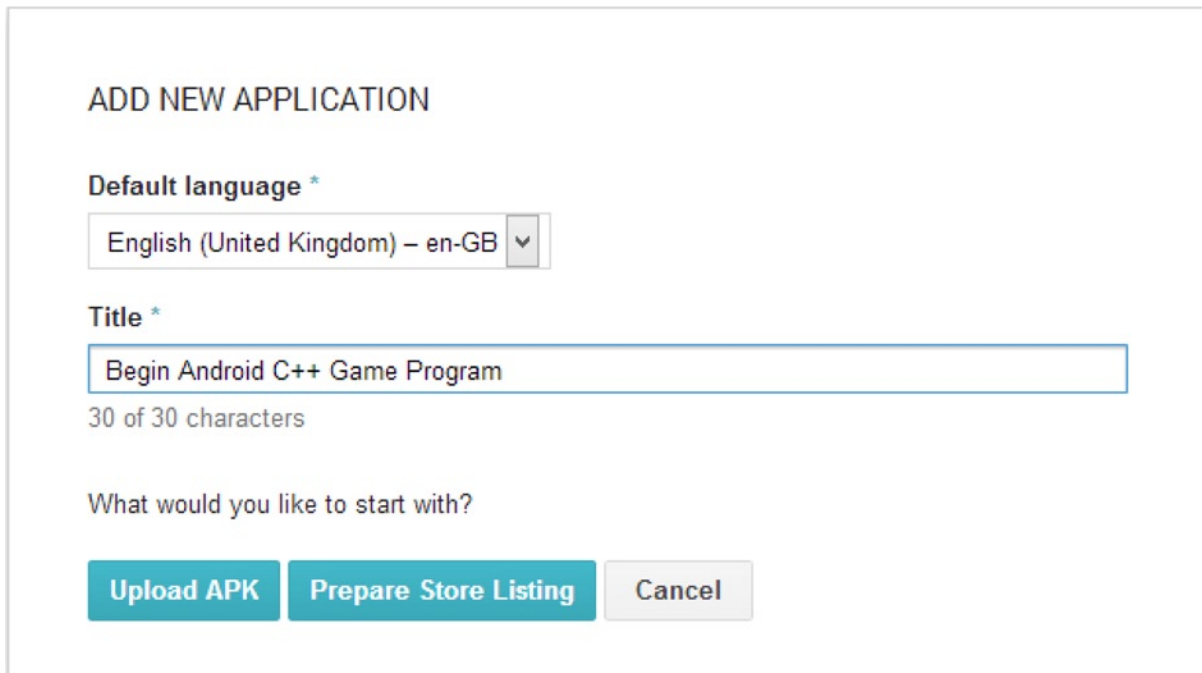 ADD NEW APPLICATION
Default language *
English (United Kingdom) – en-GB
Title *
Begin Android C++ Game Program
30 of 30 characters
What would you like to start with?
Upload APK Prepare Store Listing Cancel